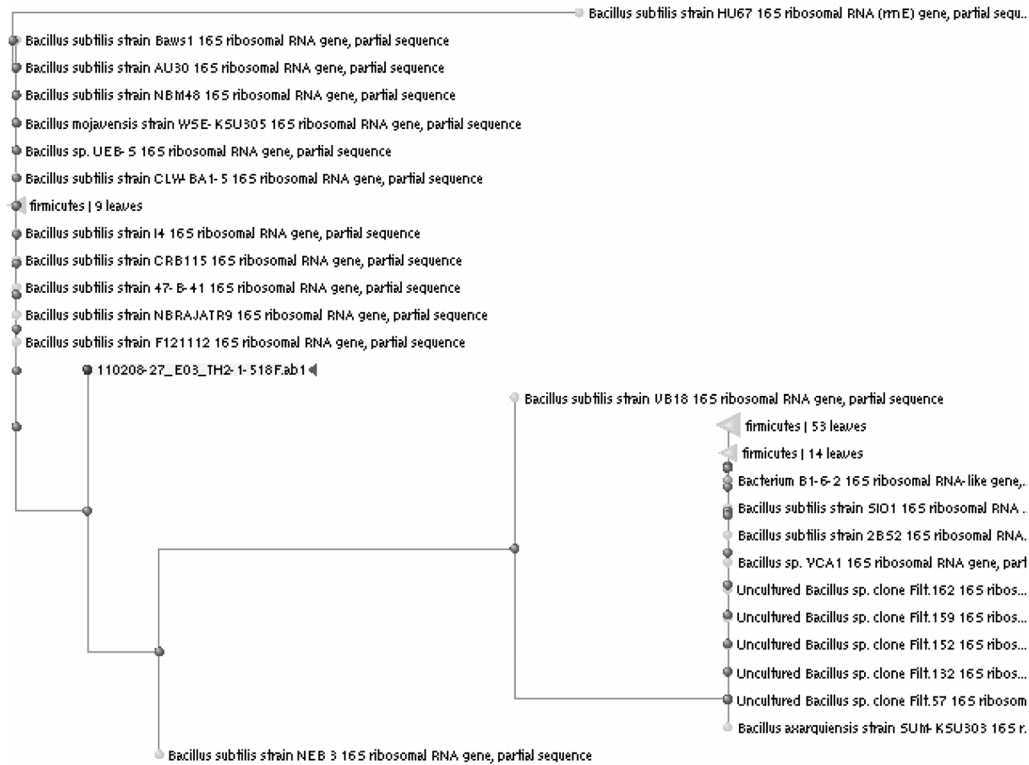 Bacillus subtilis strain HU67 16S ribosomal RNA (rrnE) gene, partial sequ..
Bacillus subtilis strain Baws1 16S ribosomal RNA gene, partial sequence
Bacillus subtilis strain AU30 16S ribosomal RNA gene, partial sequence
Bacillus subtilis strain NBM48 16S ribosomal RNA gene, partial sequence
Bacillus mojavensis strain WSE-KSU305 16S ribosomal RNA gene, partial sequence
Bacillus sp. UEB-S 16S ribosomal RNA gene, partial sequence
Bacillus subtilis strain CLW-BA1-5 16S ribosomal RNA gene, partial sequence
firmicutes | 9 leaves
Bacillus subtilis strain I4 16S ribosomal RNA gene, partial sequence
Bacillus subtilis strain CRB115 16S ribosomal RNA gene, partial sequence
Bacillus subtilis strain 47-B-41 16S ribosomal RNA gene, partial sequence
Bacillus subtilis strain NBRAJATR9 16S ribosomal RNA gene, partial sequence
Bacillus subtilis strain F121112 16S ribosomal RNA gene, partial sequence
110208-27_E03_TH2-1-518F.ab1
Bacillus subtilis strain VB18 16S ribosomal RNA gene, partial sequence
firmicutes | 53 leaves
firmicutes | 14 leaves
Bacterium B1-6-2 16S ribosomal RNA-like gene,..
Bacillus subtilis strain SIO1 16S ribosomal RNA ..
Bacillus subtilis strain 2BS2 16S ribosomal RNA.
Bacillus sp. VCA1 16S ribosomal RNA gene, part
Uncultured Bacillus sp. clone Filt.162 16S ribos...
Uncultured Bacillus sp. clone Filt.159 16S ribos...
Uncultured Bacillus sp. clone Filt.152 16S ribos...
Uncultured Bacillus sp. clone Filt.132 16S ribos...
Uncultured Bacillus sp. clone Filt.57 16S ribosom
Bacillus axarquiensis strain SUM-KSU303 16S r.
Bacillus subtilis strain NEB 3 16S ribosomal RNA gene, partial sequence